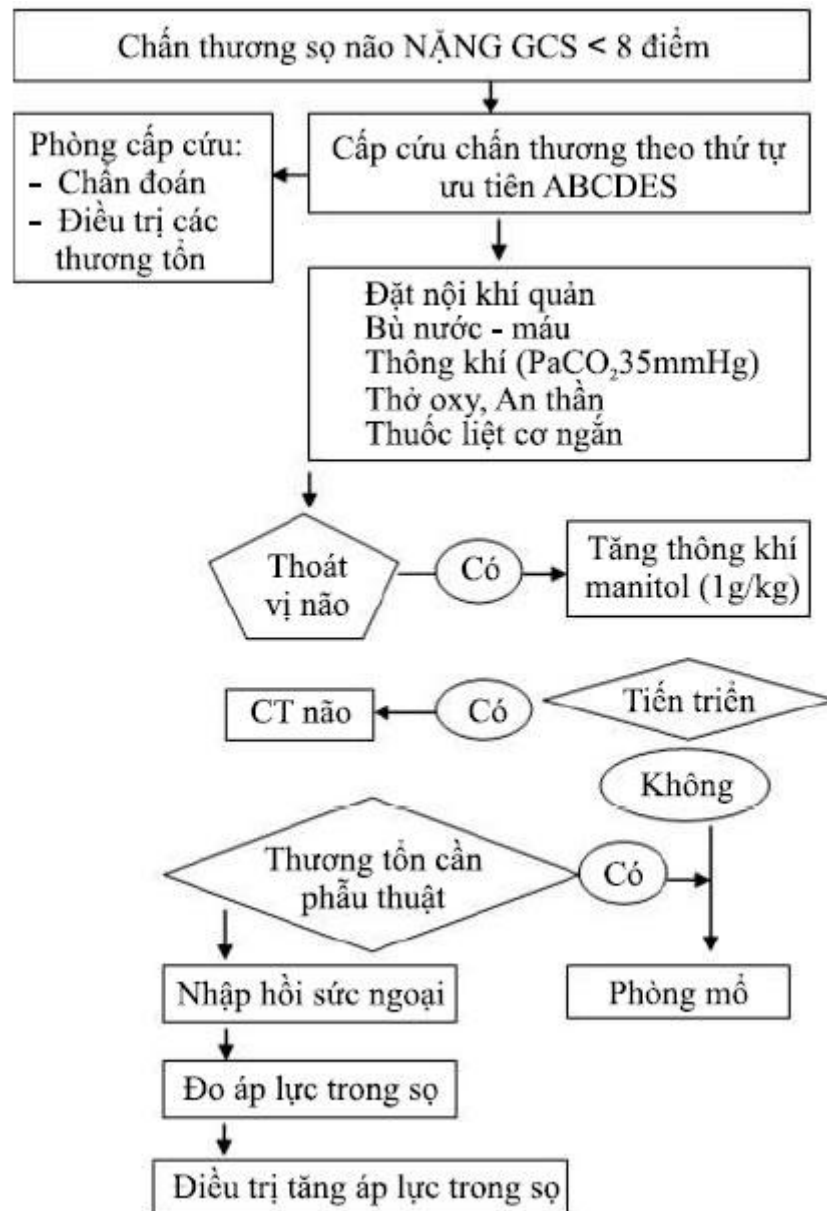 Chấn thương sọ não NẶNG GCS < 8 điểm
Phòng cấp cứu:
- Chẩn đoán
- Điều trị các
thương tổn
Cấp cứu chấn thương theo thứ tự
ưu tiên ABCDES
Đặt nội khí quản
Bù nước - máu
Thông khí (PaCO₂35mmHg)
Thở oxy, An thần
Thuốc liệt cơ ngắn
Thoát
vị não
Có
Tăng thông khí
manitol (1g/kg)
CT não
Có
Tiến triển
Không
Thương tổn cần
phẫu thuật
Có
Nhập hồi sức ngoại
Phòng mổ
Đo áp lực trong sọ
Điều trị tăng áp lực trong sọ